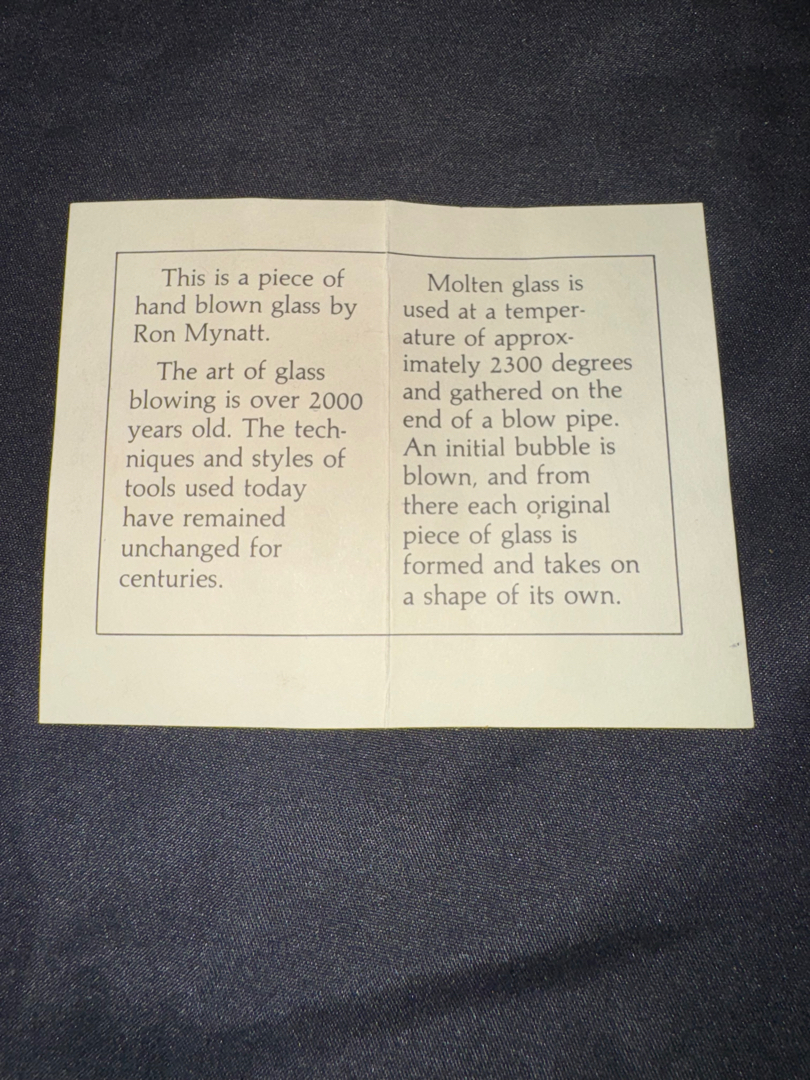 This is a piece of
hand blown glass by
Ron Mynatt.
The art of glass
blowing is over 2000
years old. The tech-
niques and styles of
tools used today
have remained
unchanged for
centuries.
Molten glass is
used at a temper-
ature of approx-
imately 2300 degrees
and gathered on the
end of a blow pipe.
An initial bubble is
blown, and from
there each original
piece of glass is
formed and takes on
a shape of its own.